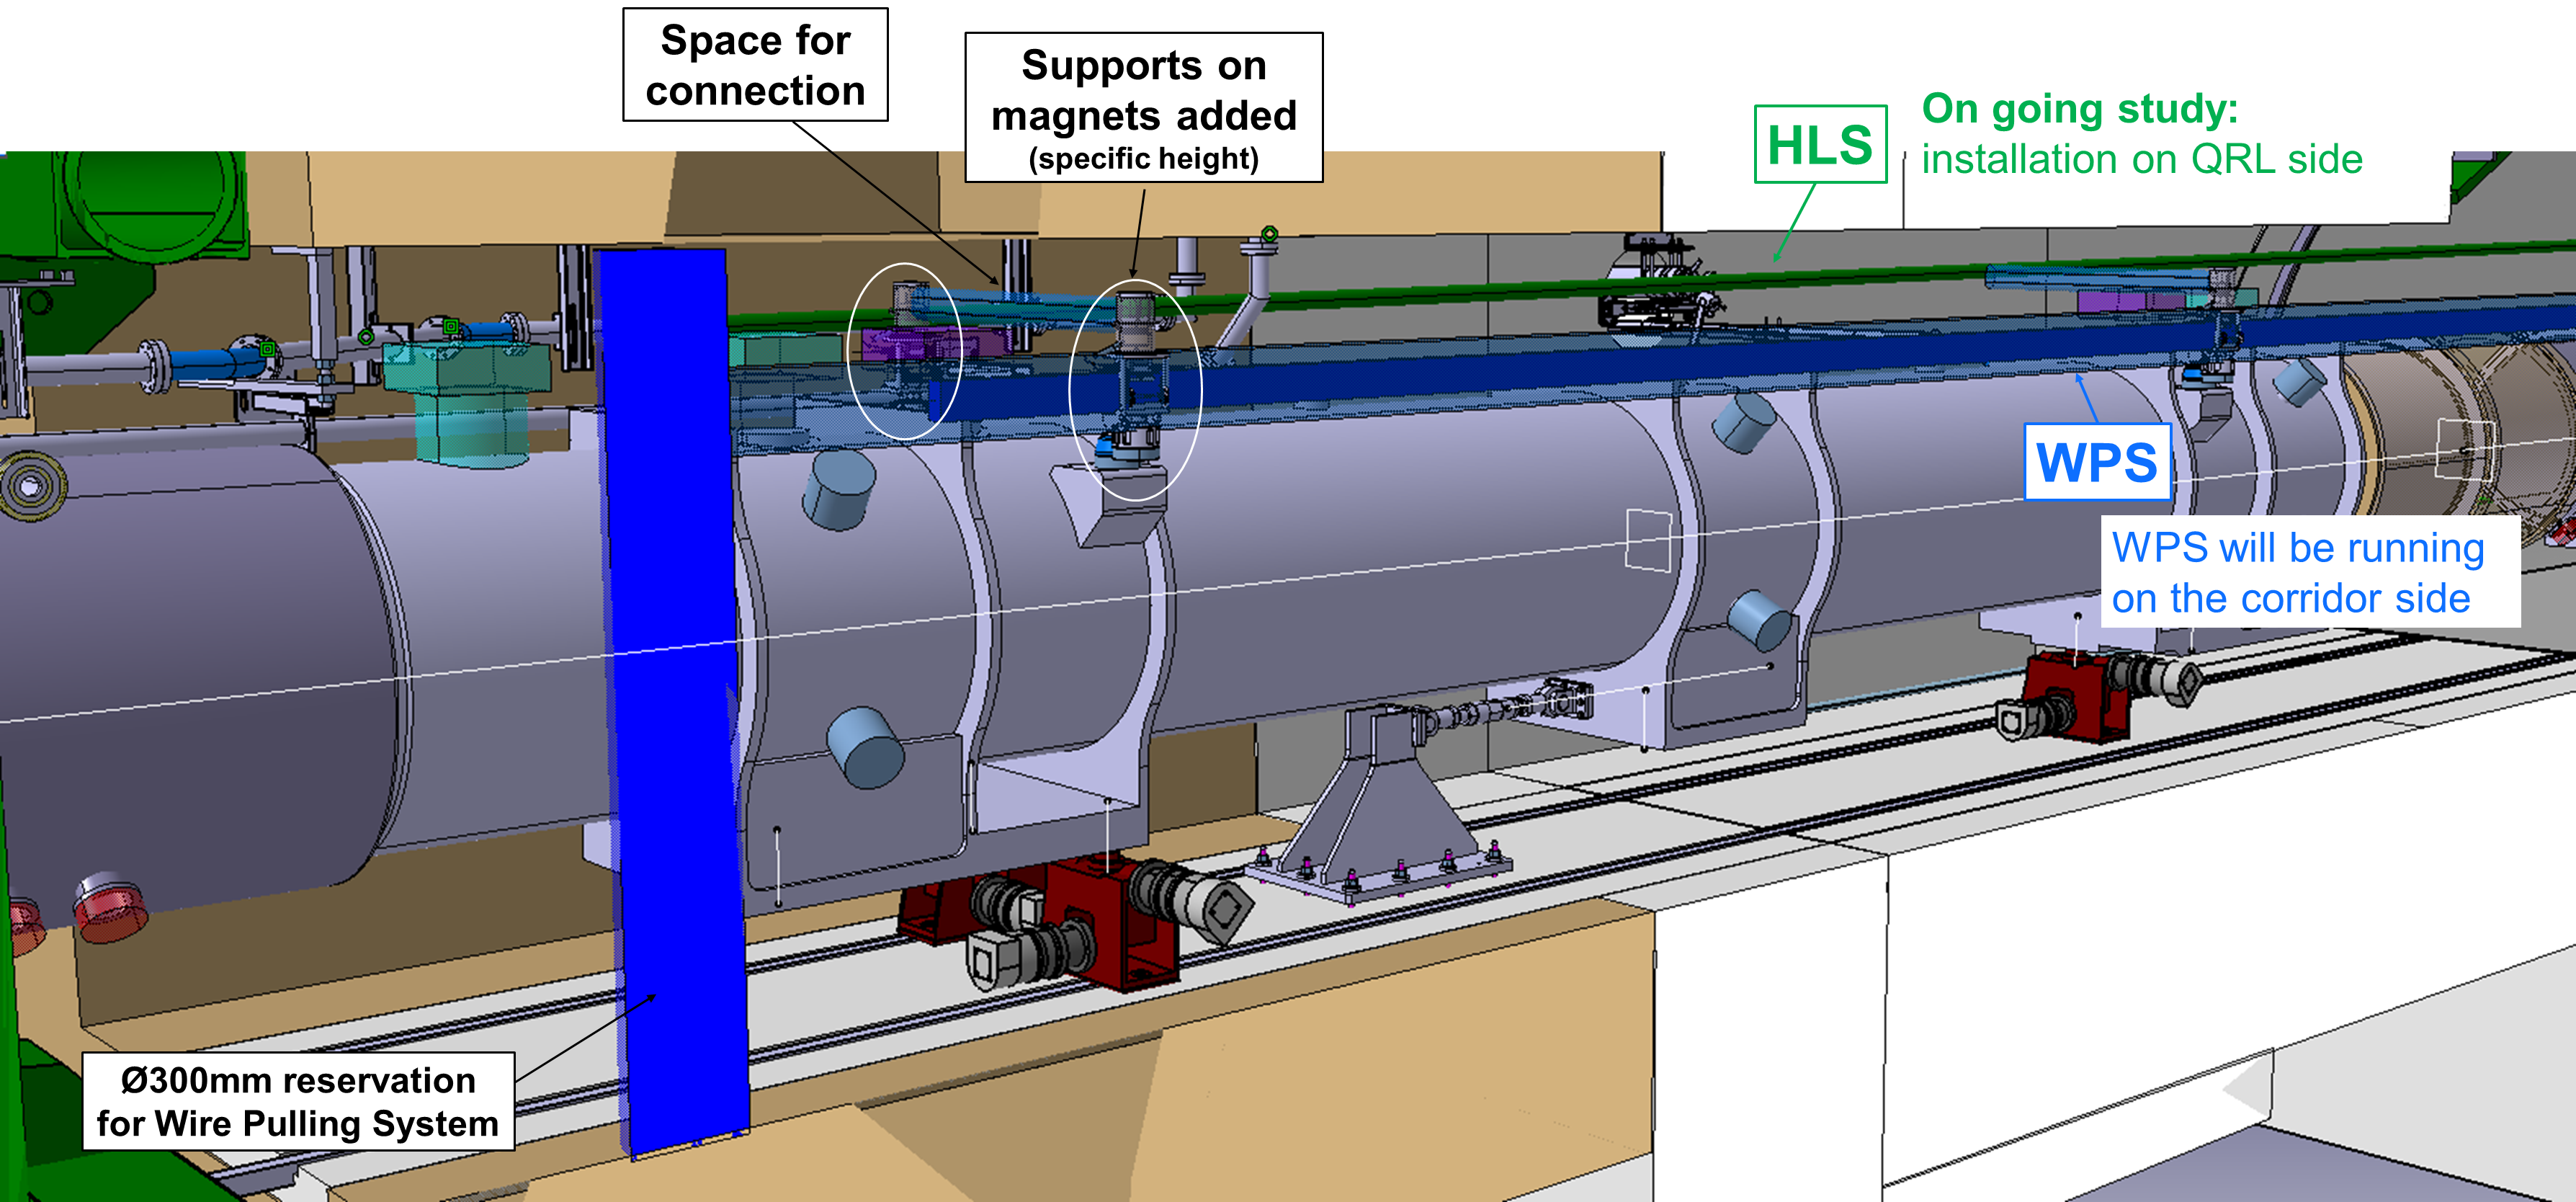 Space for
connection
Supports on
magnets added
(specific height)
HLS
On going study:
installation on QRL side
WPS
WPS will be running
on the corridor side
Ø300mm reservation
for Wire Pulling System